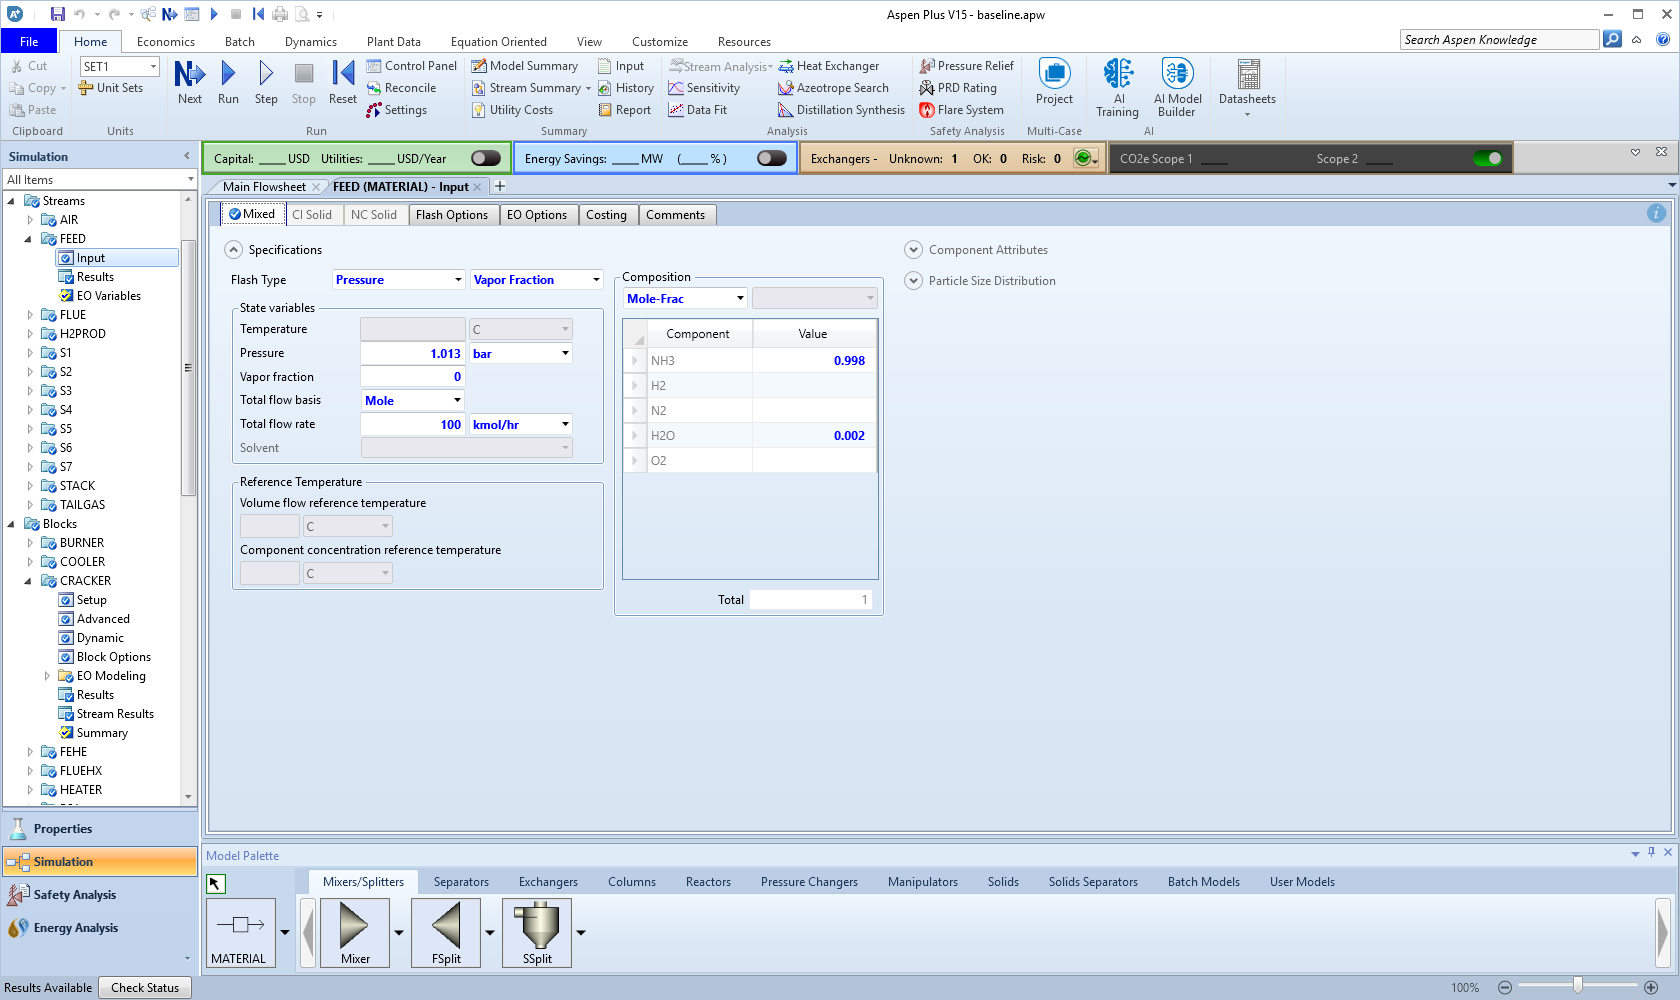 Aspen Plus V15 - baseline.apw
File
Home
Economics
Batch
Dynamics
Plant Data
Equation Oriented
View
Customize
Resources
Search Aspen Knowledge
Cut
Copy
Paste
Clipboard
SET1
Unit Sets
Units
Next
Run
Step
Stop
Reset
Control Panel
Reconcile
Settings
Run
Model Summary
Stream Summary
Utility Costs
Input
History
Report
Summary
Stream Analysis
Sensitivity
Data Fit
Heat Exchanger
Azeotrope Search
Distillation Synthesis
Analysis
Pressure Relief
PRD Rating
Flare System
Safety Analysis
Project
Multi-Case
AI Training
AI Model Builder
AI
Datasheets
Simulation
All Items
Capital: ____ USD Utilities: ____ USD/Year
Energy Savings: ____ MW (____ %)
Exchangers - Unknown: 1 OK: 0 Risk: 0
CO2e Scope 1 ____ Scope 2 ____
Main Flowsheet
FEED (MATERIAL) - Input
Streams
AIR
FEED
Input
Results
EO Variables
FLUE
H2PROD
S1
S2
S3
S4
S5
S6
S7
STACK
TAILGAS
Blocks
BURNER
COOLER
CRACKER
Setup
Advanced
Dynamic
Block Options
EO Modeling
Results
Stream Results
Summary
FEHE
FLUEHX
HEATER
Properties
Simulation
Safety Analysis
Energy Analysis
Mixed
CI Solid
NC Solid
Flash Options
EO Options
Costing
Comments
Specifications
Flash Type Pressure Vapor Fraction
State variables
Temperature C
Pressure 1.013 bar
Vapor fraction 0
Total flow basis Mole
Total flow rate 100 kmol/hr
Solvent
Reference Temperature
Volume flow reference temperature
C
Component concentration reference temperature
C
Composition
Mole-Frac
Component Value
NH3 0.998
H2
N2
H2O 0.002
O2
Total 1
Component Attributes
Particle Size Distribution
Model Palette
Mixers/Splitters
Separators
Exchangers
Columns
Reactors
Pressure Changers
Manipulators
Solids
Solids Separators
Batch Models
User Models
MATERIAL
Mixer
FSplit
SSplit
Results Available
Check Status
100%